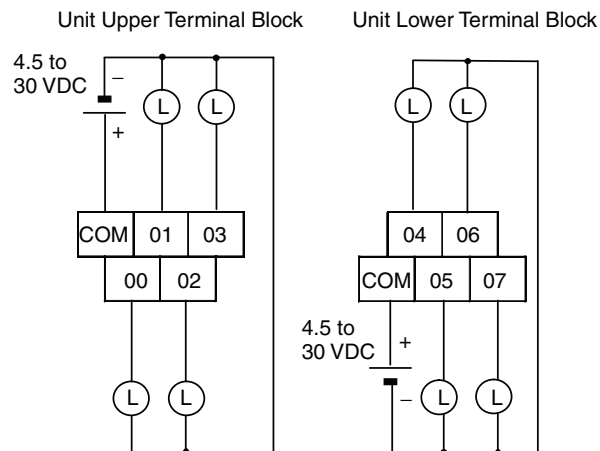 Unit Upper Terminal Block
Unit Lower Terminal Block
4.5 to
30 VDC
–
+
L
L
L
L
COM
01
03
04
06
00
02
COM
05
07
4.5 to
30 VDC
+
–
L
L
L
L